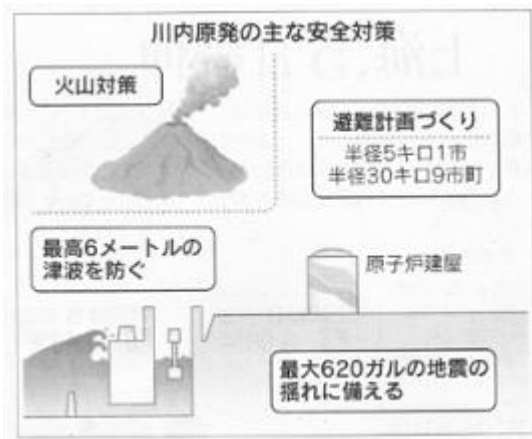 川内原発の主な安全対策
火山対策
避難計画づくり
半径5キロ1市
半径30キロ9市町
最高6メートルの
津波を防ぐ
原子炉建屋
最大620ガルの地震の
揺れに備える